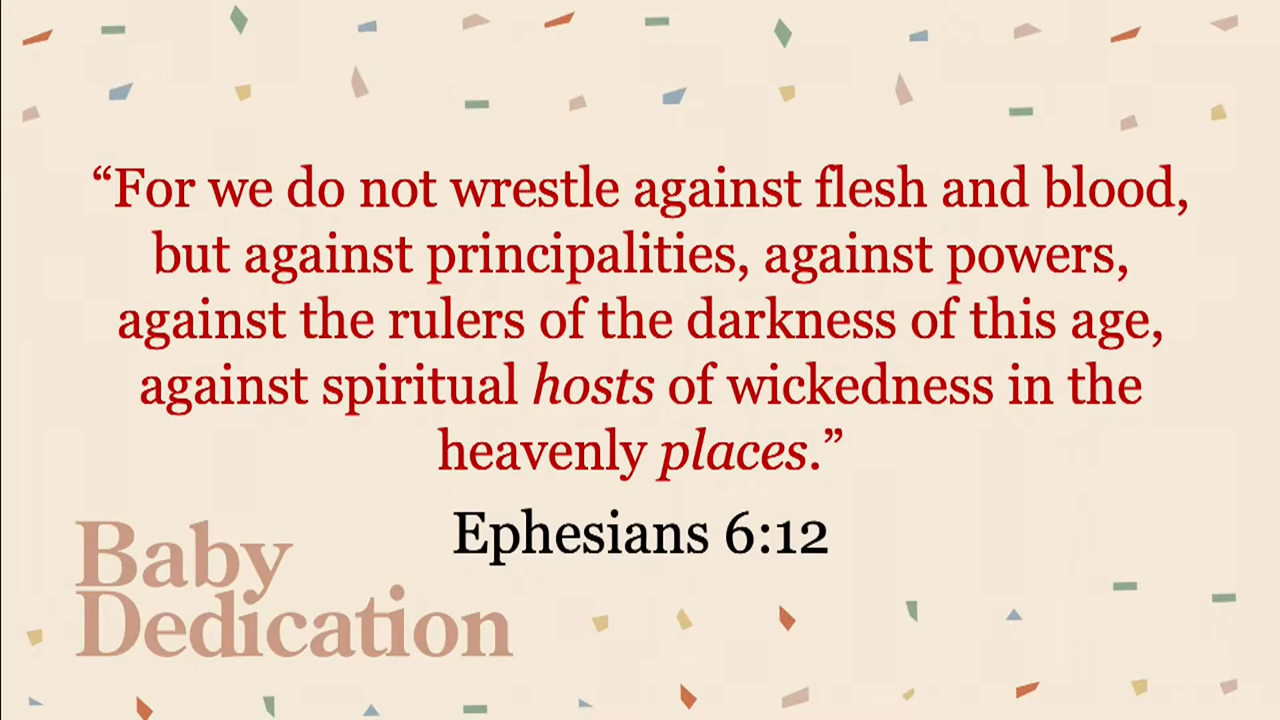 “For we do not wrestle against flesh and blood,
but against principalities, against powers,
against the rulers of the darkness of this age,
against spiritual hosts of wickedness in the
heavenly places.”
Ephesians 6:12
Baby
Dedication